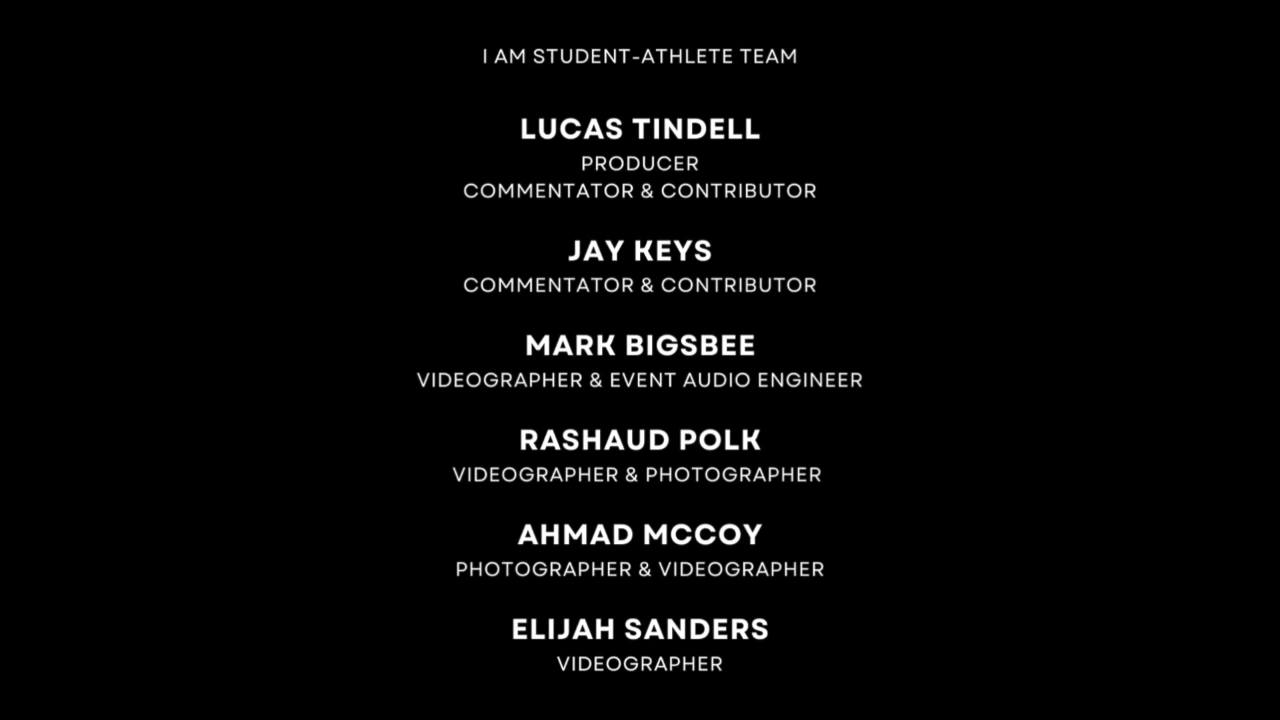 I AM STUDENT-ATHLETE TEAM
LUCAS TINDELL
PRODUCER
COMMENTATOR & CONTRIBUTOR
JAY KEYS
COMMENTATOR & CONTRIBUTOR
MARK BIGSBEE
VIDEOGRAPHER & EVENT AUDIO ENGINEER
RASHAUD POLK
VIDEOGRAPHER & PHOTOGRAPHER
AHMAD MCCOY
PHOTOGRAPHER & VIDEOGRAPHER
ELIJAH SANDERS
VIDEOGRAPHER